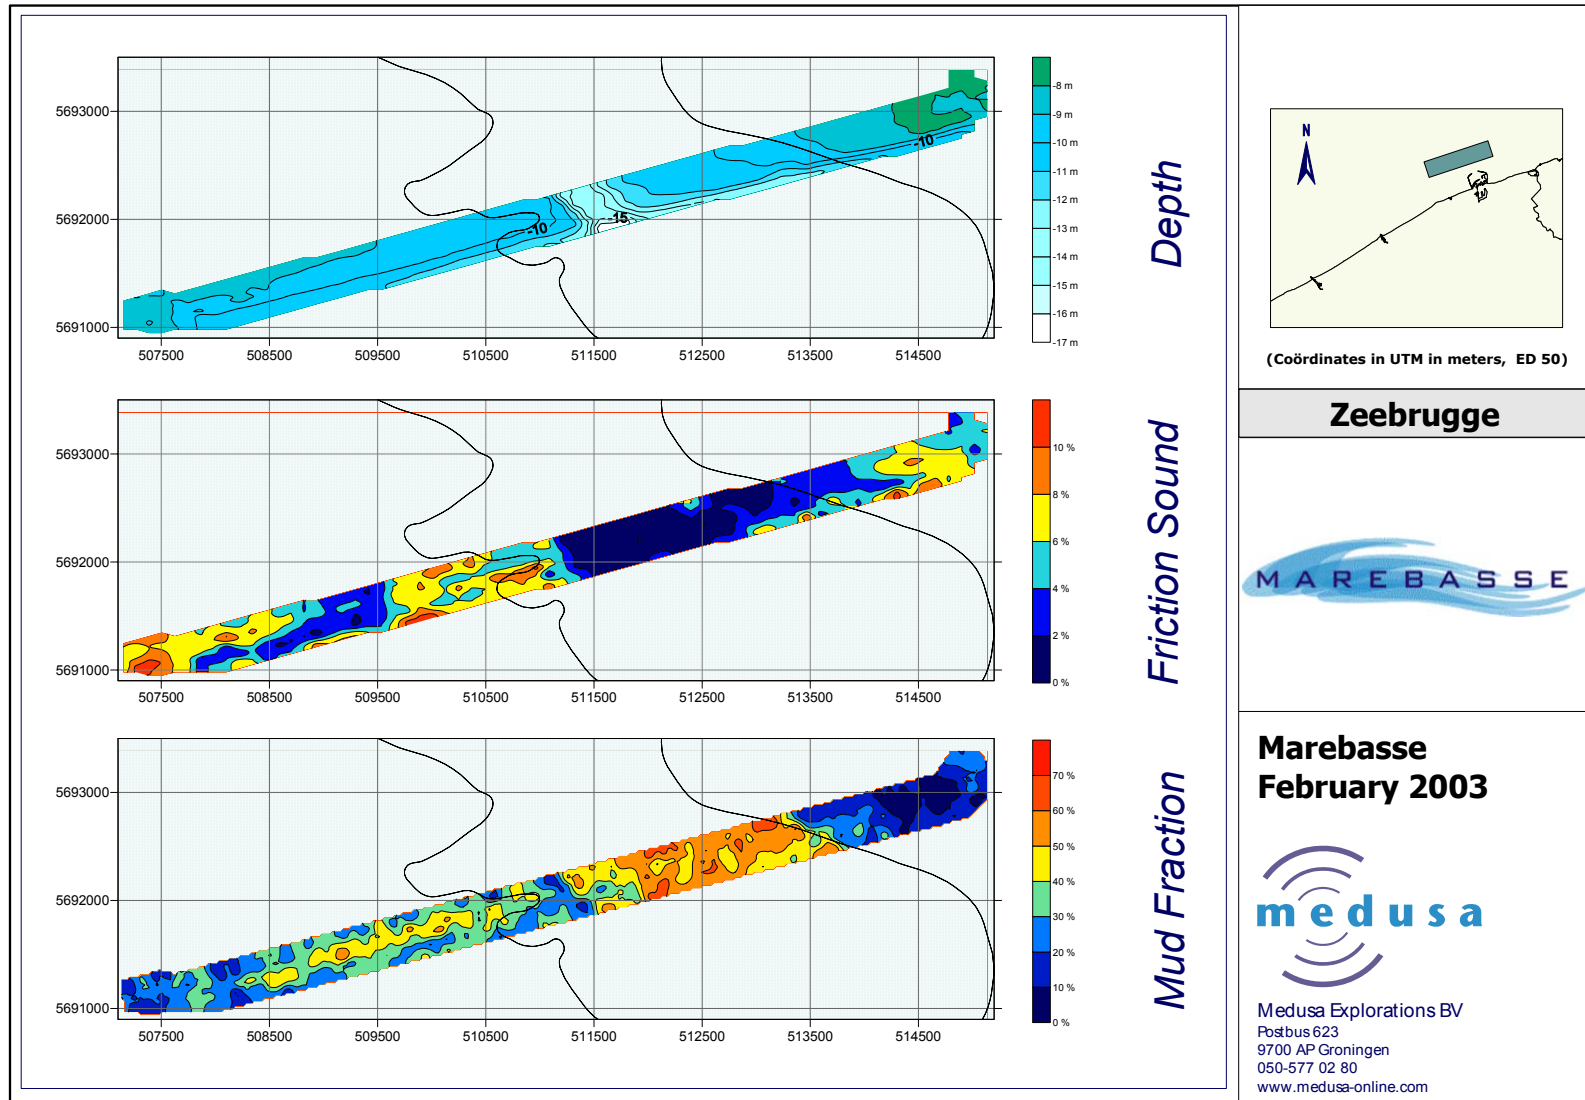 5693000
5692000
5691000
507500 508500 509500 510500 511500 512500 513500 514500
-10
-15
-10
-8 m
-9 m
-10 m
-11 m
-12 m
-13 m
-14 m
-15 m
-16 m
-17 m
Depth
5693000
5692000
5691000
507500 508500 509500 510500 511500 512500 513500 514500
10 %
8 %
6 %
4 %
2 %
0 %
Friction Sound
5693000
5692000
5691000
507500 508500 509500 510500 511500 512500 513500 514500
70 %
60 %
50 %
40 %
30 %
20 %
10 %
0 %
Mud Fraction
N
(Coördinates in UTM in meters, ED 50)
Zeebrugge
MAREBASSE
Marebasse
February 2003
medusa
Medusa Explorations BV
Postbus 623
9700 AP Groningen
050-577 02 80
www.medusa-online.com